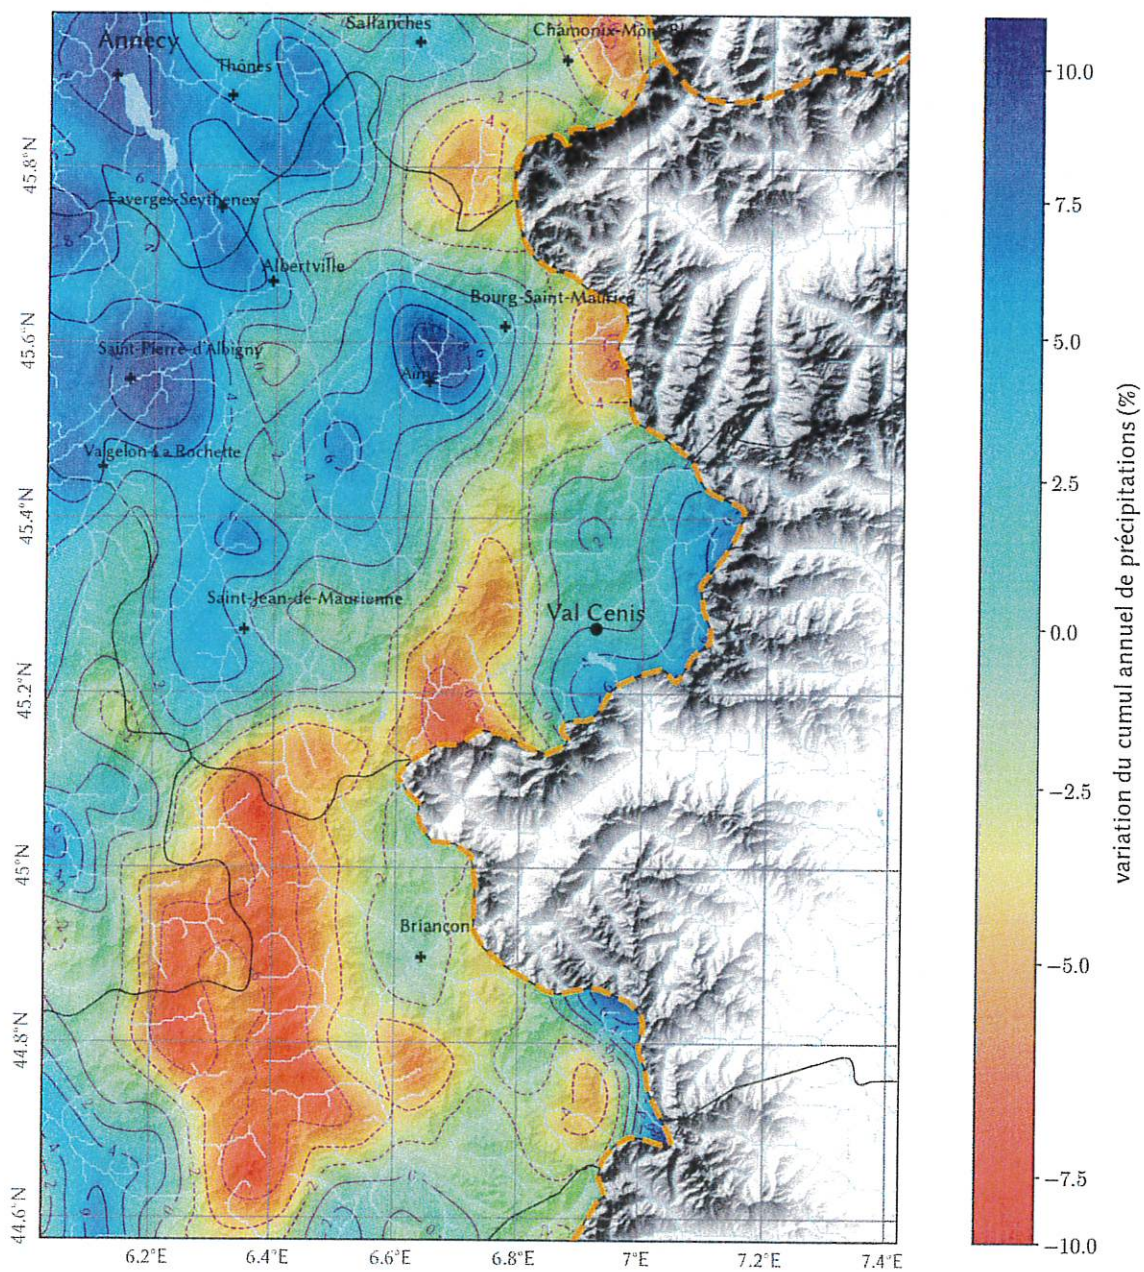 Sallanches
Annecy
Chamonix-Mont-Blanc
Thônes
10.0
45.8°N
7.5
Faverges-Seythenex
Albertville
Bourg-Saint-Maurice
5.0
45.6°N
Saint-Pierre-d'Albigny
Aime
Valgelon-La Rochette
2.5
45.4°N
Saint-Jean-de-Maurienne
Val Cenis
0.0
variation du cumul annuel de précipitations (%)
45.2°N
−2.5
45°N
Briançon
−5.0
44.8°N
−7.5
44.6°N
−10.0
6.2°E
6.4°E
6.6°E
6.8°E
7°E
7.2°E
7.4°E